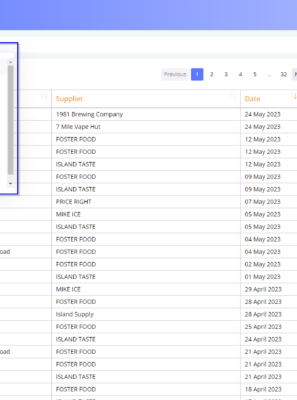 Previous 1 2 3 4 5 ... 32
Supplier Date
1981 Brewing Company 24 May 2023
7 Mile Vape Hut 24 May 2023
FOSTER FOOD 12 May 2023
FOSTER FOOD 12 May 2023
ISLAND TASTE 12 May 2023
FOSTER FOOD 09 May 2023
ISLAND TASTE 09 May 2023
PRICE RIGHT 07 May 2023
MIKE ICE 05 May 2023
ISLAND TASTE 05 May 2023
FOSTER FOOD 04 May 2023
oad FOSTER FOOD 04 May 2023
FOSTER FOOD 02 May 2023
ISLAND TASTE 01 May 2023
MIKE ICE 29 April 2023
FOSTER FOOD 28 April 2023
Island Supply 28 April 2023
FOSTER FOOD 25 April 2023
ISLAND TASTE 24 April 2023
oad FOSTER FOOD 21 April 2023
FOSTER FOOD 21 April 2023
ISLAND TASTE 21 April 2023
FOSTER FOOD 18 April 2023
ISLAND TASTE 17 April 2023